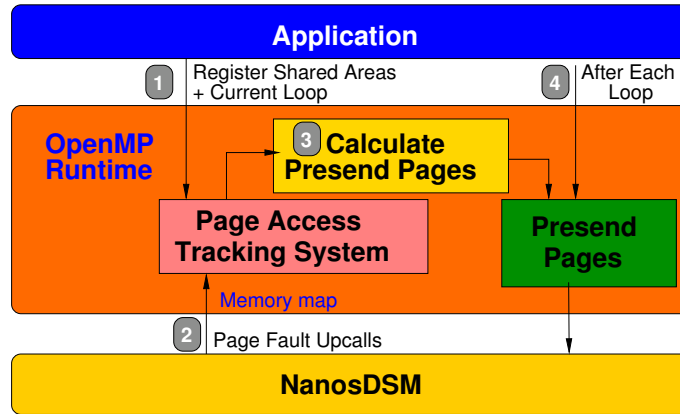 Application
1
Register Shared Areas
+ Current Loop
4
After Each
Loop
OpenMP
Runtime
3
Calculate
Presend Pages
Page Access
Tracking System
Presend
Pages
Memory map
2
Page Fault Upcalls
NanosDSM